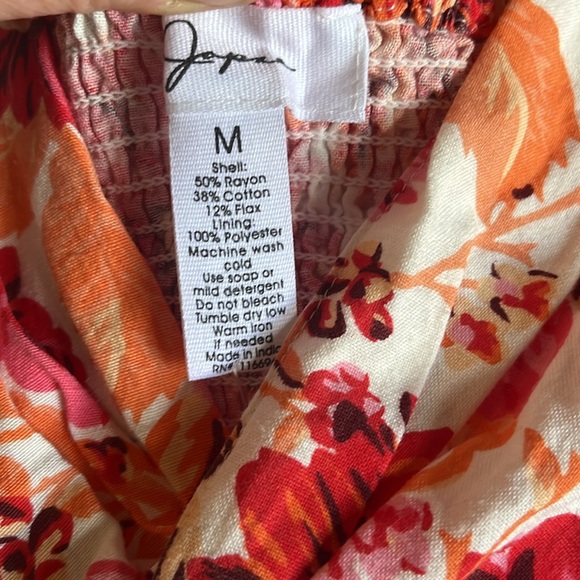 M
Shell:
50% Rayon
38% Cotton
12% Flax
Lining:
100% Polyester
Machine wash
cold
Use soap or
mild detergent
Do not bleach
Tumble dry low
Warm iron
if needed
Made in India
RN#